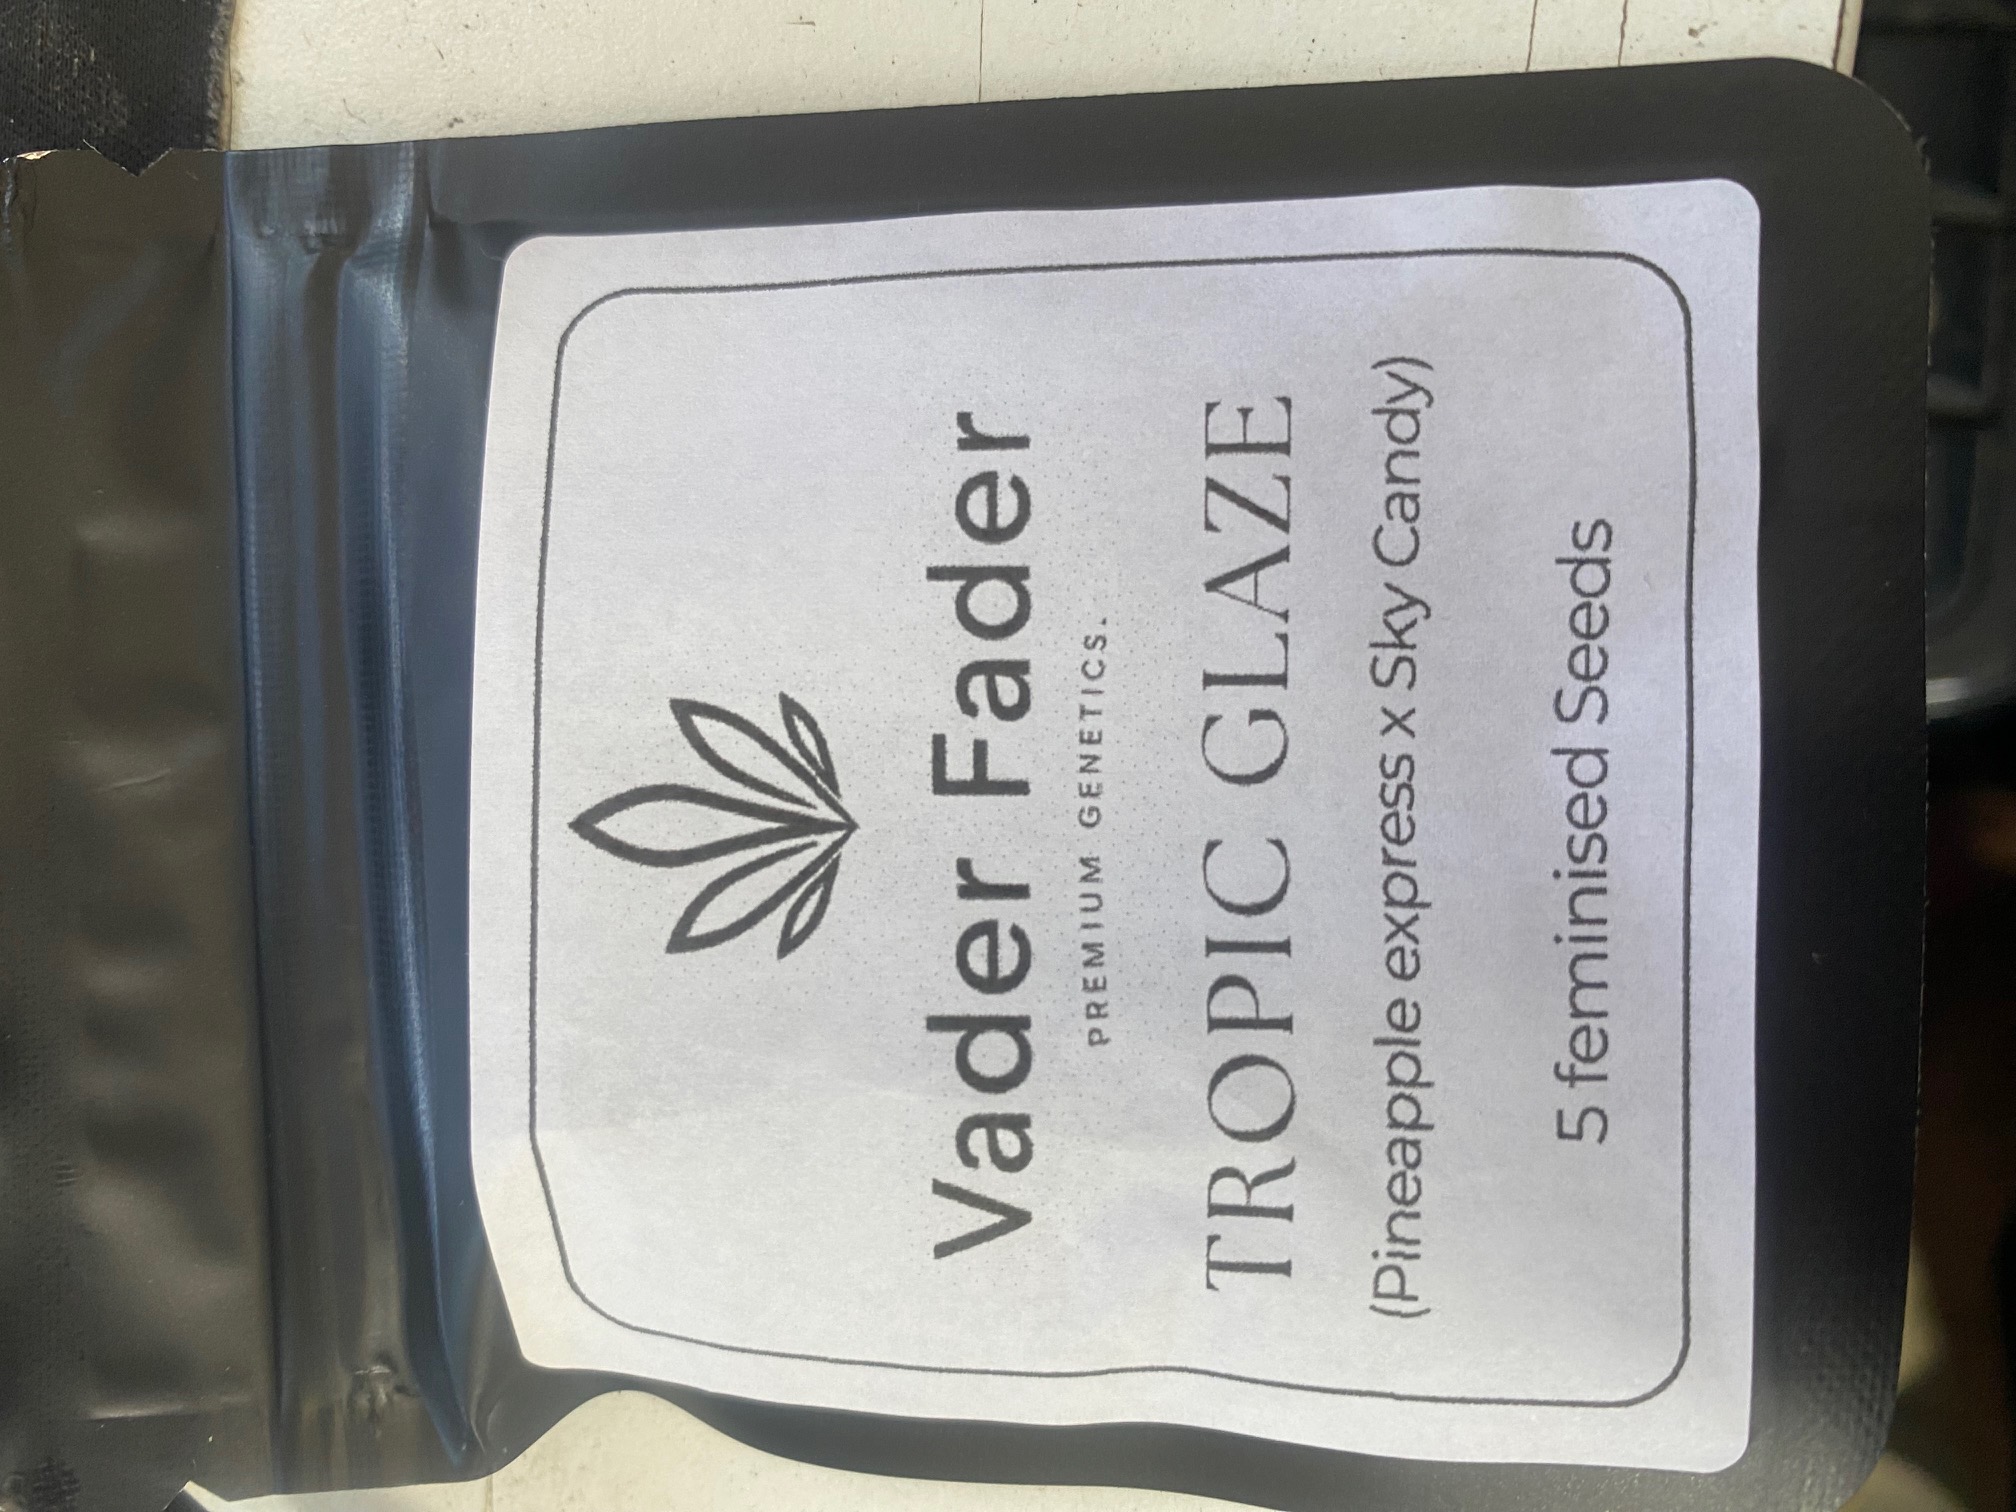 Vader Fader
PREMIUM GENETICS.
TROPIC GLAZE
(Pineapple express x Sky Candy)
5 feminised Seeds